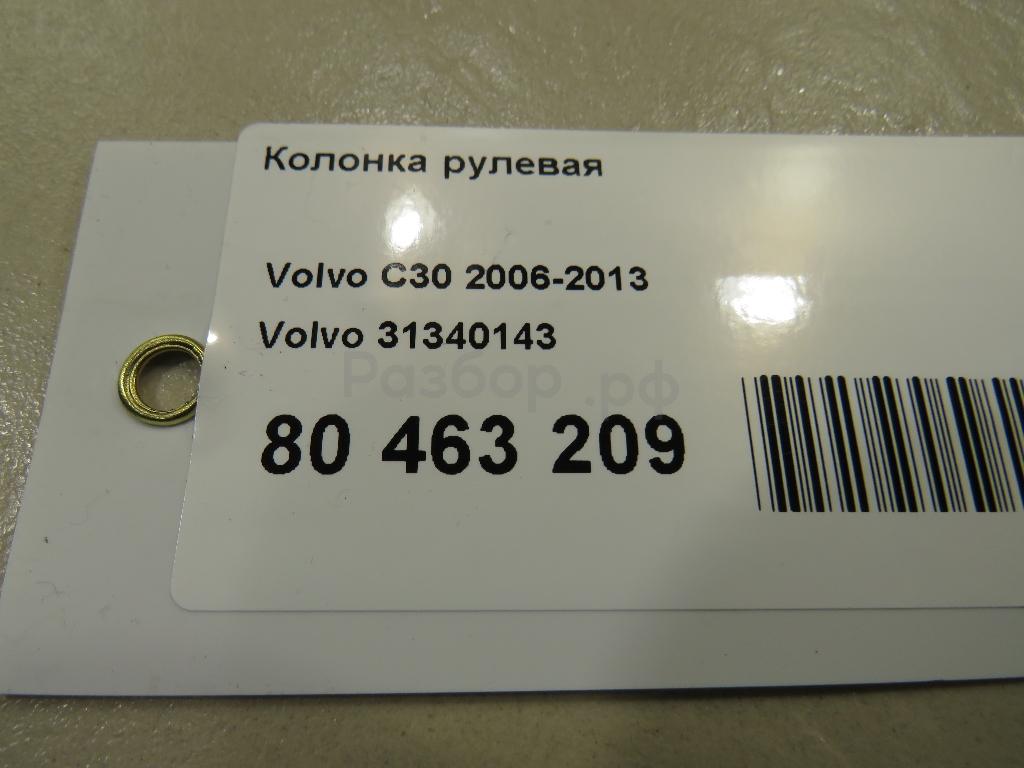 Колонка рулевая
Volvo C30 2006-2013
Volvo 31340143
Разбор.рф
80 463 209